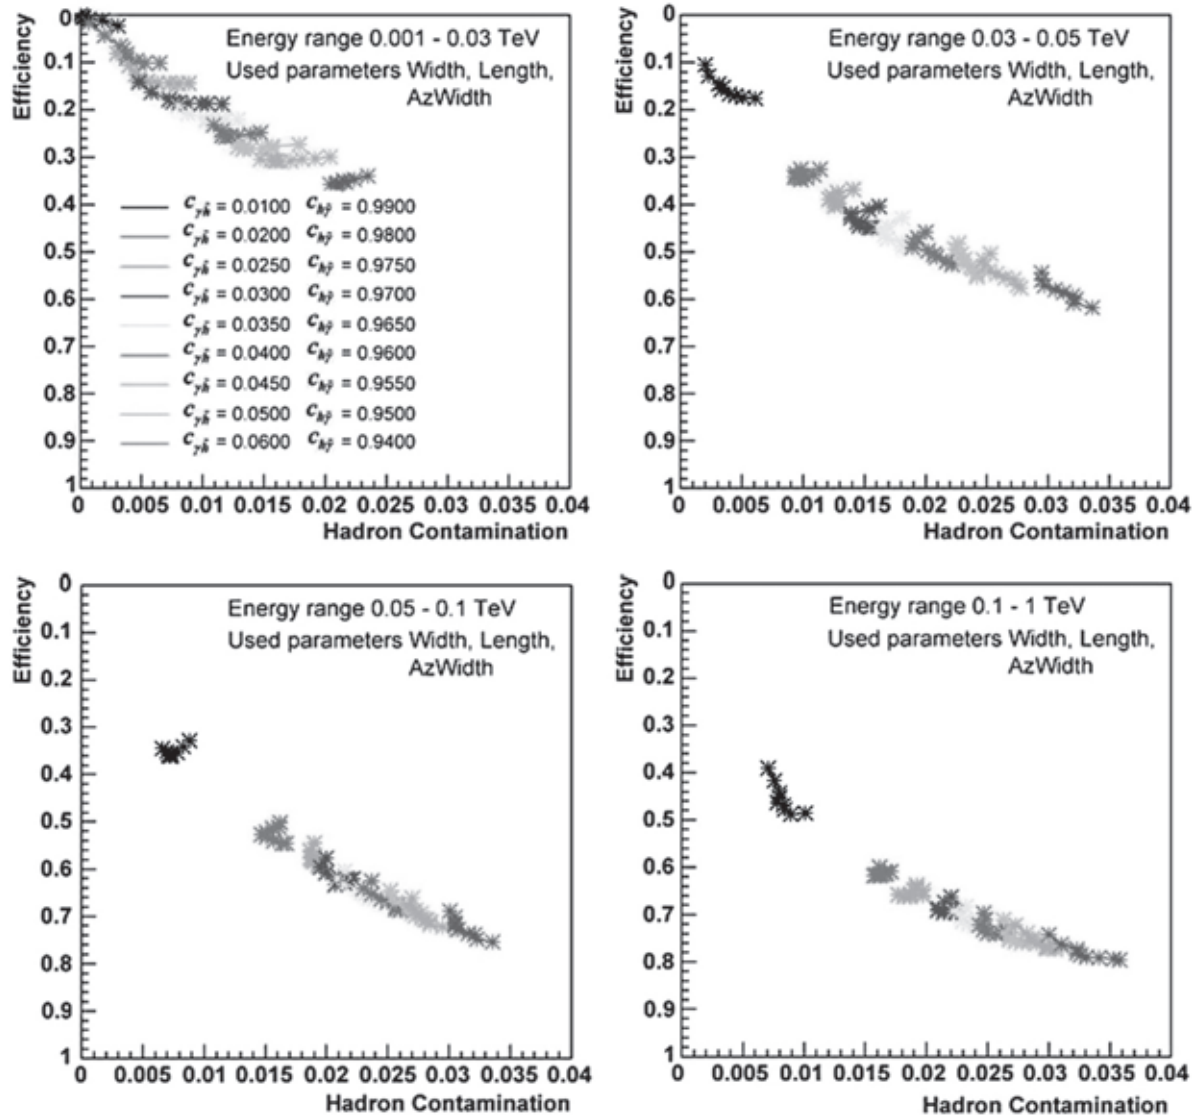 Efficiency
0
0.1
0.2
0.3
0.4
0.5
0.6
0.7
0.8
0.9
1
Energy range 0.001 - 0.03 TeV
Used parameters Width, Length,
AzWidth
c_γĥ = 0.0100 c_hγ̂ = 0.9900
c_γĥ = 0.0200 c_hγ̂ = 0.9800
c_γĥ = 0.0250 c_hγ̂ = 0.9750
c_γĥ = 0.0300 c_hγ̂ = 0.9700
c_γĥ = 0.0350 c_hγ̂ = 0.9650
c_γĥ = 0.0400 c_hγ̂ = 0.9600
c_γĥ = 0.0450 c_hγ̂ = 0.9550
c_γĥ = 0.0500 c_hγ̂ = 0.9500
c_γĥ = 0.0600 c_hγ̂ = 0.9400
0 0.005 0.01 0.015 0.02 0.025 0.03 0.035 0.04
Hadron Contamination
Efficiency
0
0.1
0.2
0.3
0.4
0.5
0.6
0.7
0.8
0.9
1
Energy range 0.03 - 0.05 TeV
Used parameters Width, Length,
AzWidth
0 0.005 0.01 0.015 0.02 0.025 0.03 0.035 0.04
Hadron Contamination
Efficiency
0
0.1
0.2
0.3
0.4
0.5
0.6
0.7
0.8
0.9
1
Energy range 0.05 - 0.1 TeV
Used parameters Width, Length,
AzWidth
0 0.005 0.01 0.015 0.02 0.025 0.03 0.035 0.04
Hadron Contamination
Efficiency
0
0.1
0.2
0.3
0.4
0.5
0.6
0.7
0.8
0.9
1
Energy range 0.1 - 1 TeV
Used parameters Width, Length,
AzWidth
0 0.005 0.01 0.015 0.02 0.025 0.03 0.035 0.04
Hadron Contamination